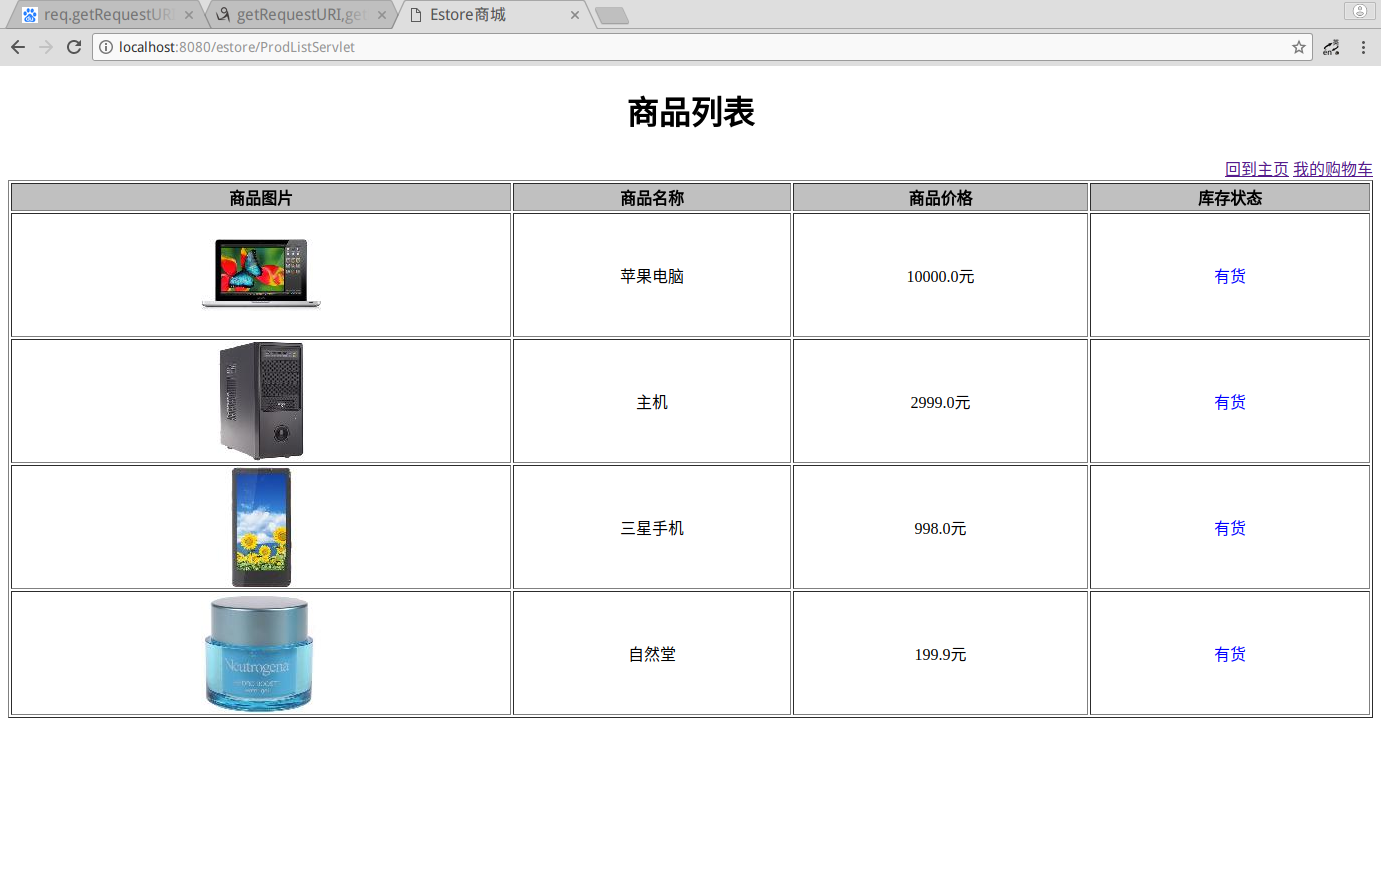 req.getRequestURI
getRequestURI,get
Estore商城
localhost:8080/estore/ProdListServlet
en 英
商品列表
回到主页 我的购物车
商品图片 商品名称 商品价格 库存状态
苹果电脑 10000.0元 有货
主机 2999.0元 有货
三星手机 998.0元 有货
Neutrogena
自然堂 199.9元 有货